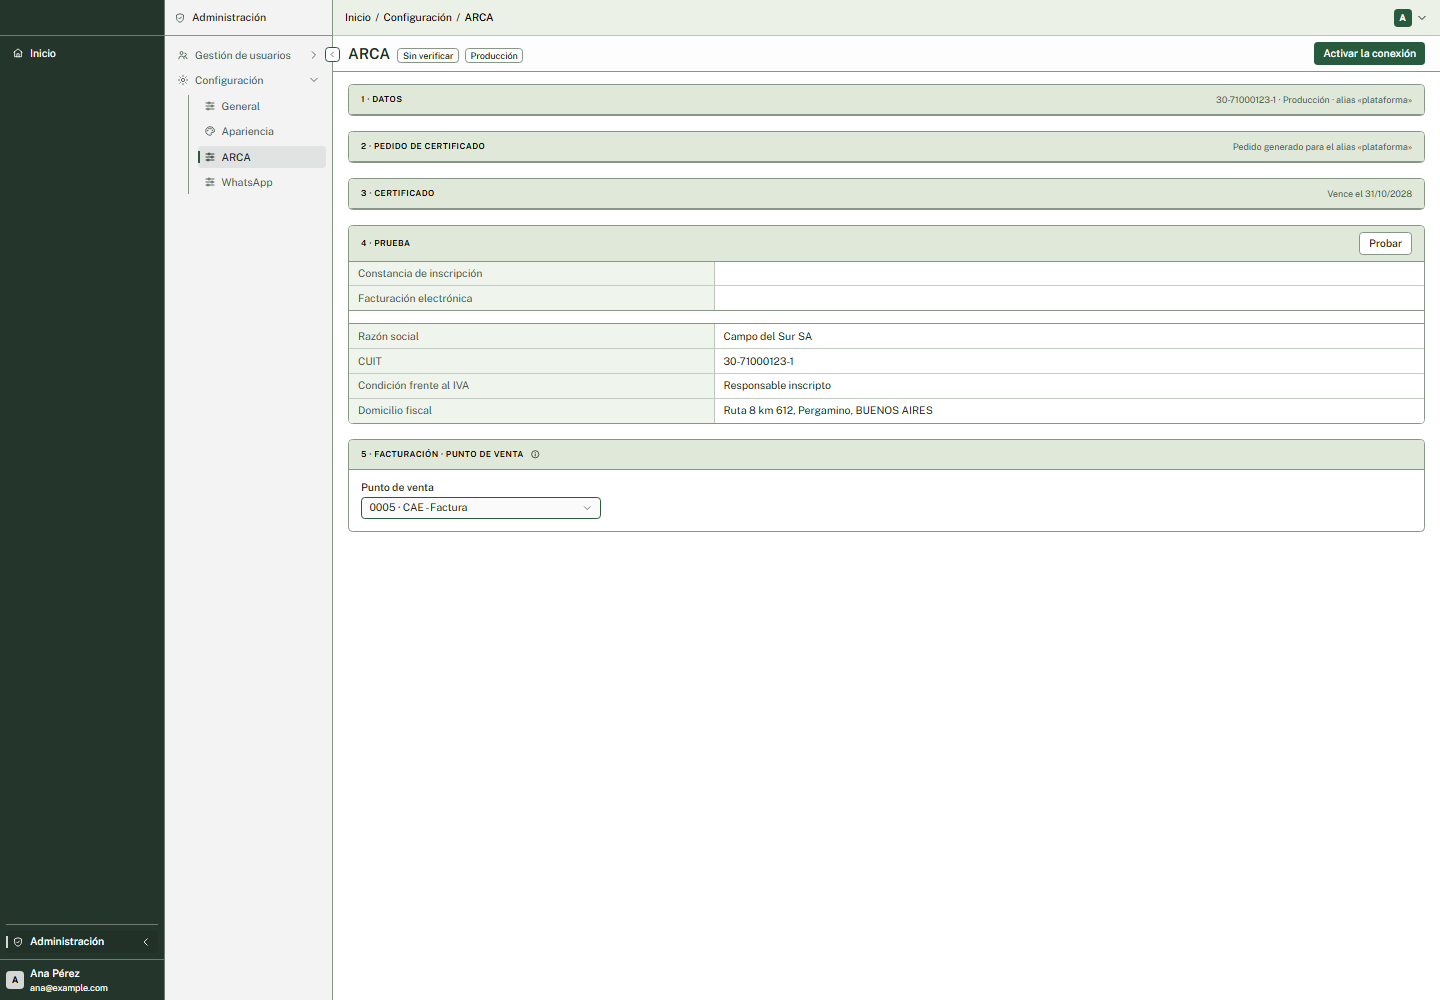 Inicio
Administración
Ana Pérez
ana@example.com
A
Administración
Gestión de usuarios
Configuración
General
Apariencia
ARCA
WhatsApp
Inicio / Configuración / ARCA
A
ARCA Sin verificar Producción
Activar la conexión
1 · DATOS
30-71000123-1 · Producción · alias «plataforma»
2 · PEDIDO DE CERTIFICADO
Pedido generado para el alias «plataforma»
3 · CERTIFICADO
Vence el 31/10/2028
4 · PRUEBA
Probar
Constancia de inscripción
Facturación electrónica
Razón social
Campo del Sur SA
CUIT
30-71000123-1
Condición frente al IVA
Responsable inscripto
Domicilio fiscal
Ruta 8 km 612, Pergamino, BUENOS AIRES
5 · FACTURACIÓN · PUNTO DE VENTA
Punto de venta
0005 · CAE - Factura